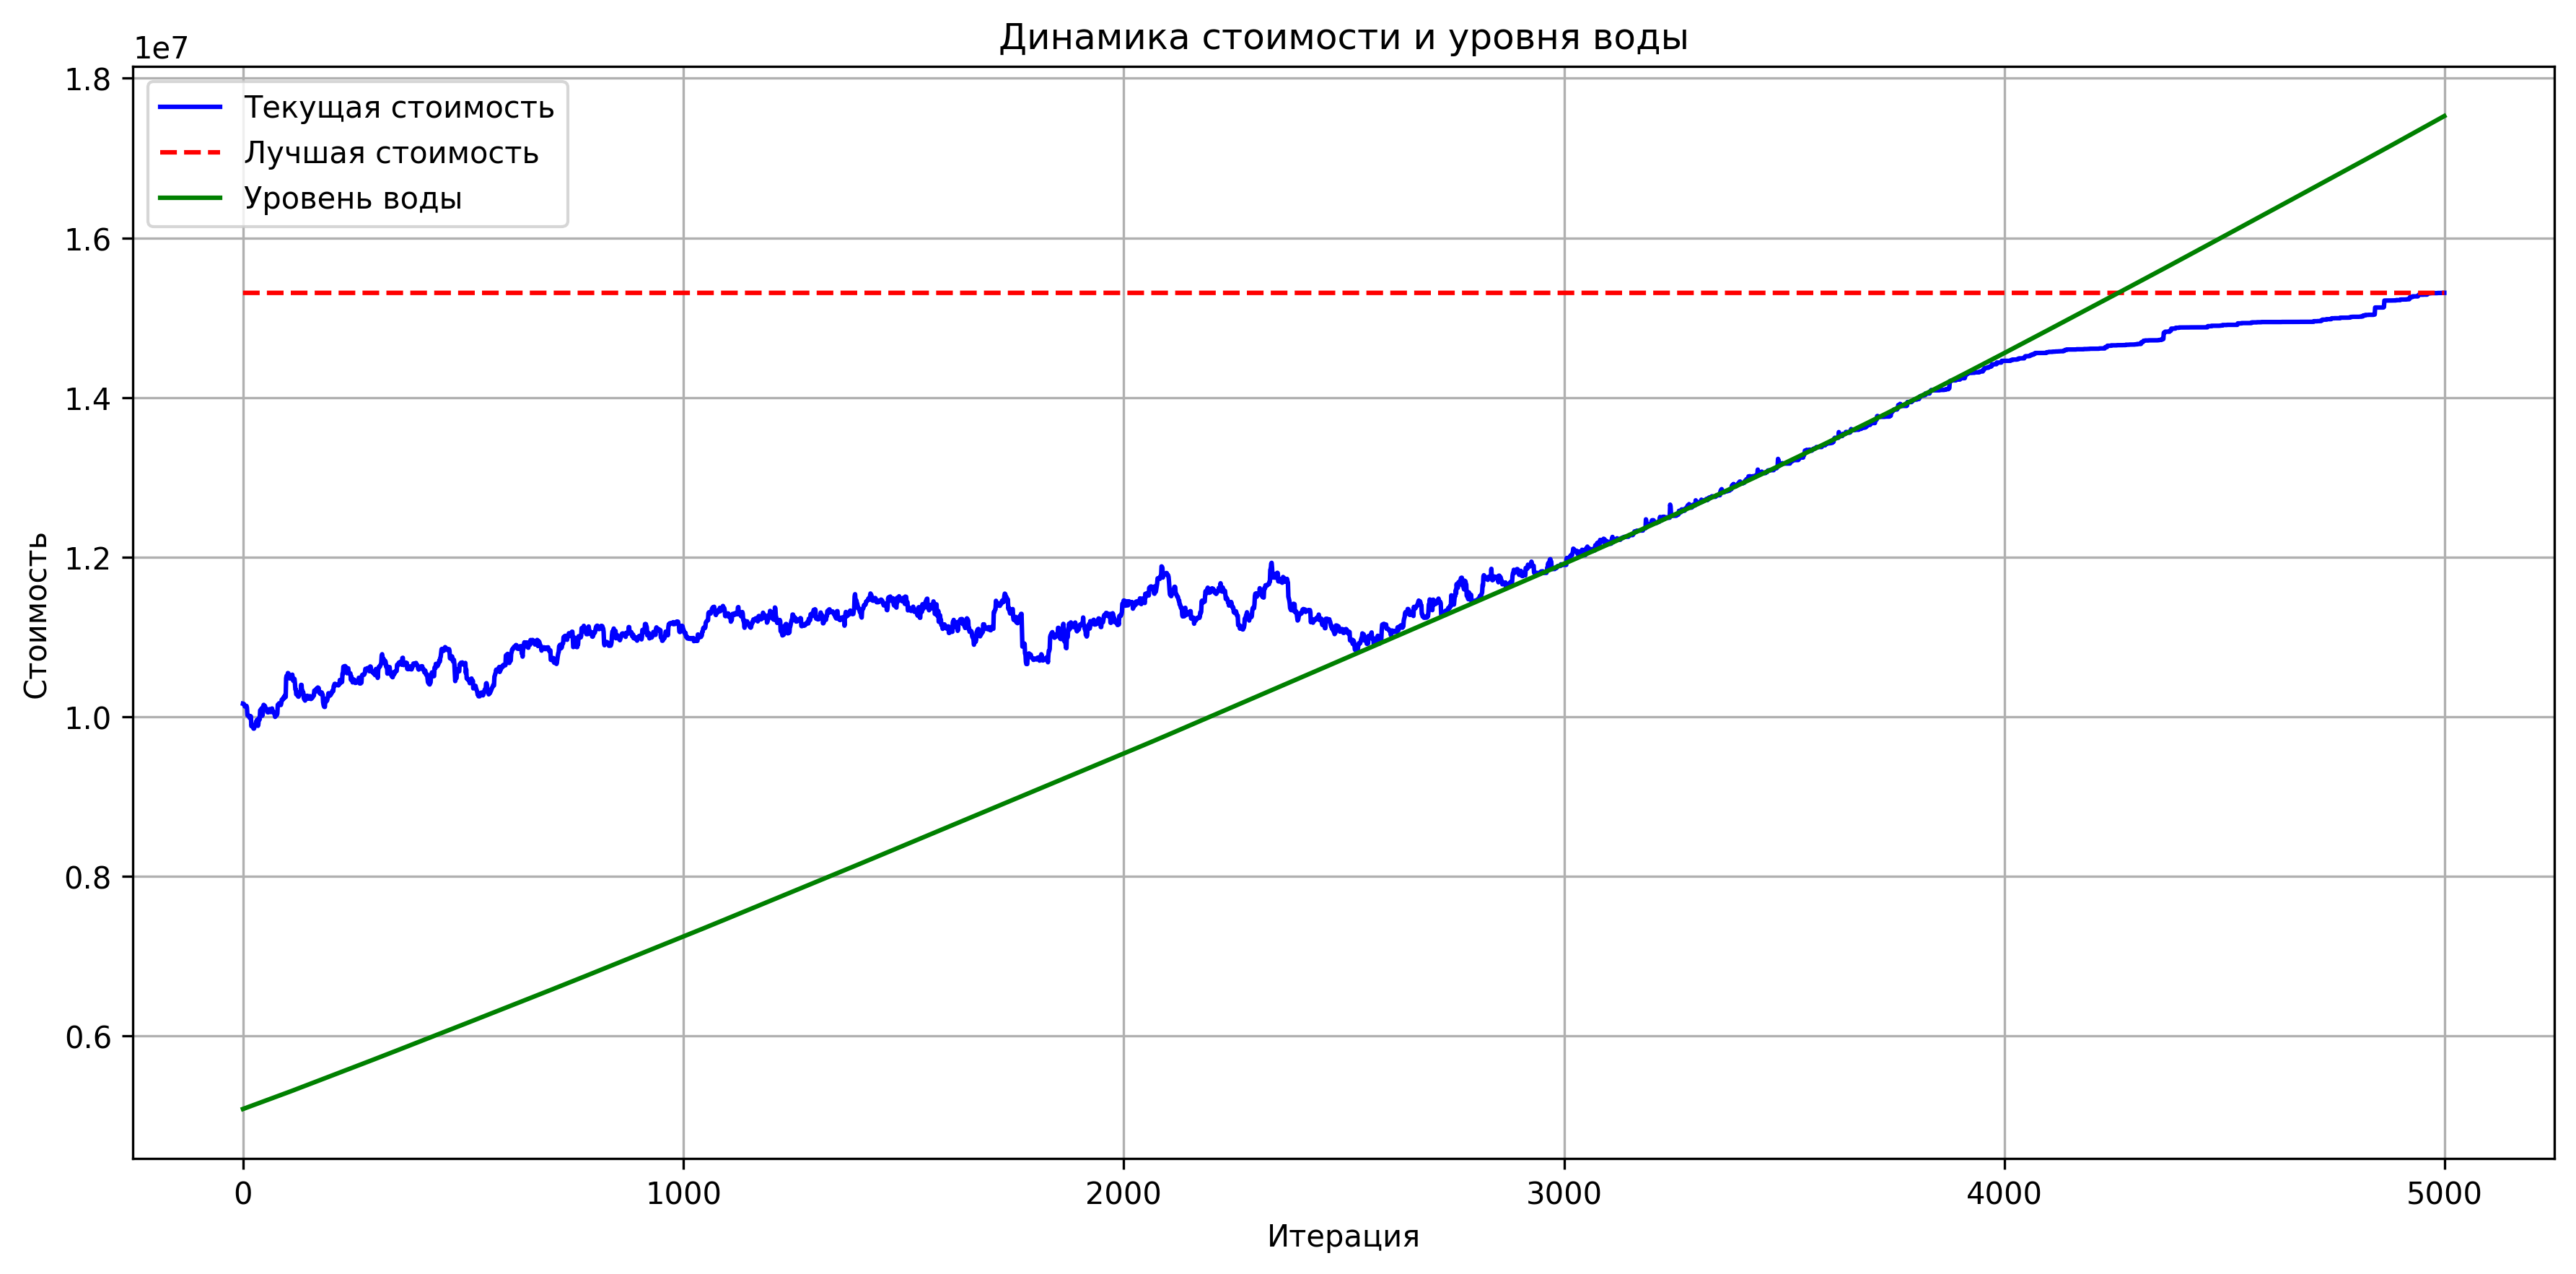 Динамика стоимости и уровня воды
1e7
1.8
1.6
1.4
1.2
1.0
0.8
0.6
Стоимость
Текущая стоимость
Лучшая стоимость
Уровень воды
0 1000 2000 3000 4000 5000
Итерация